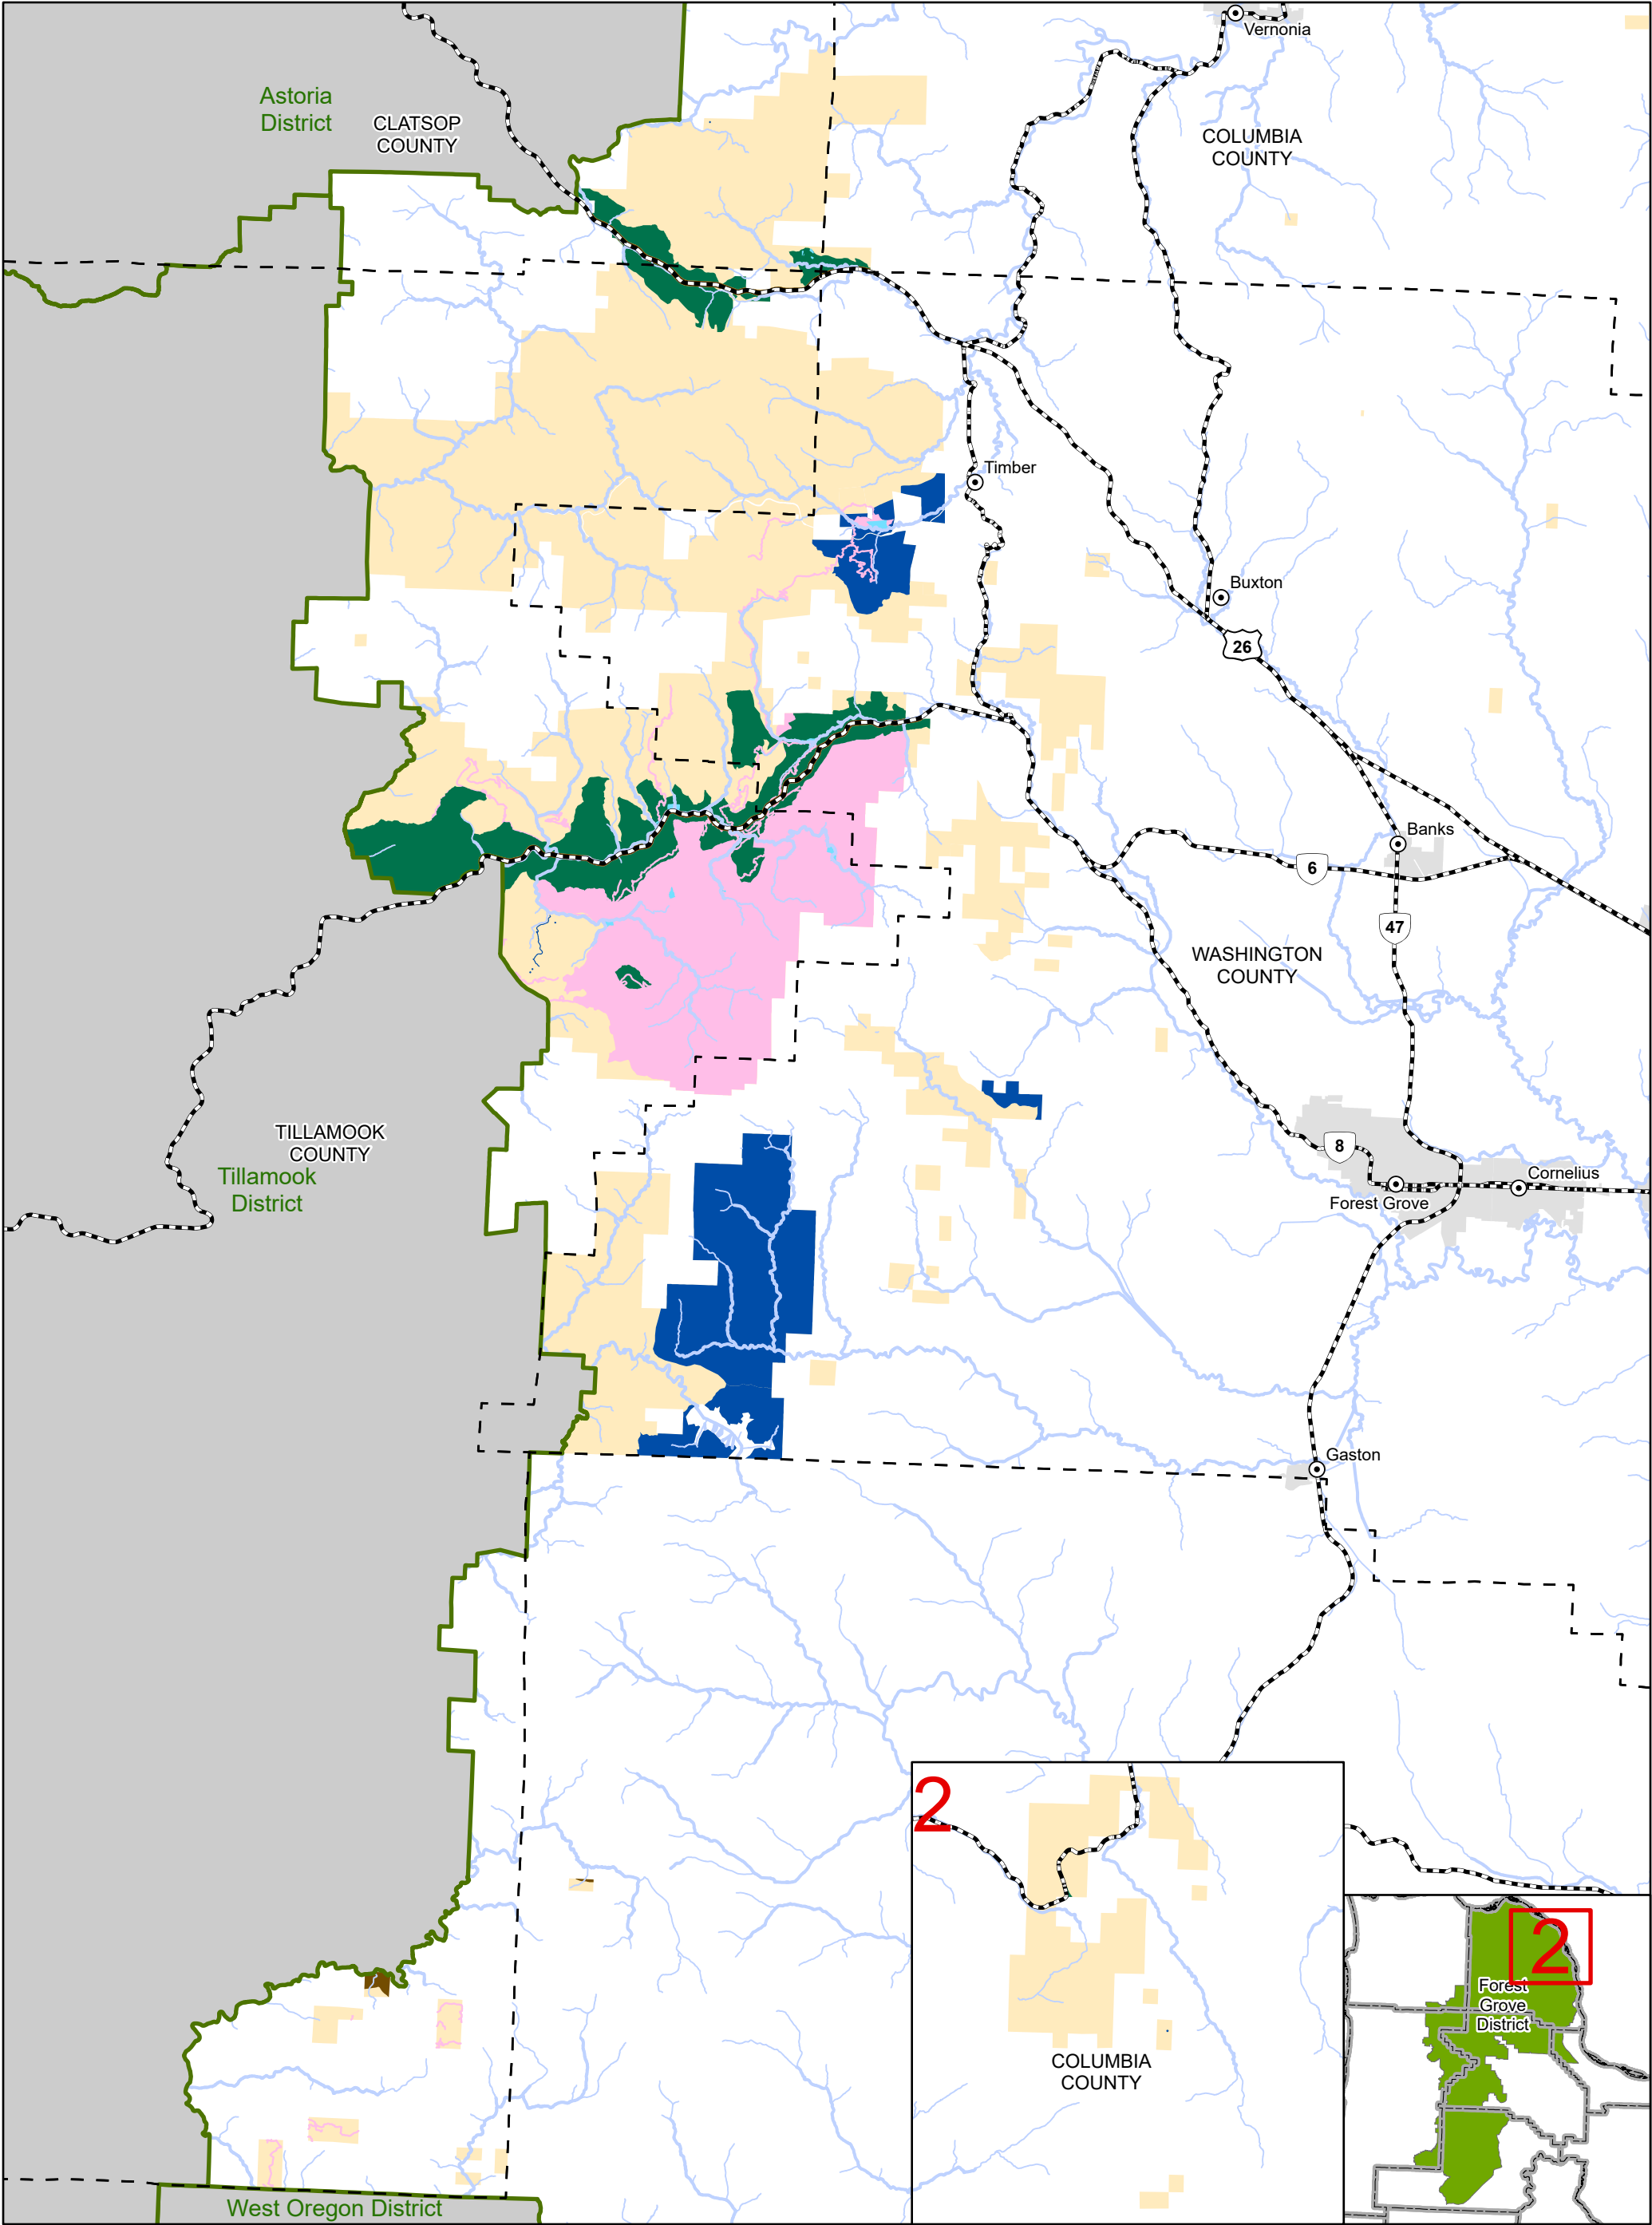 Vernonia
Astoria
District
CLATSOP
COUNTY
COLUMBIA
COUNTY
Timber
Buxton
26
Banks
6
47
WASHINGTON
COUNTY
TILLAMOOK
COUNTY
Tillamook
District
8
Cornelius
Forest Grove
Gaston
2
COLUMBIA
COUNTY
2
Forest
Grove
District
West Oregon District